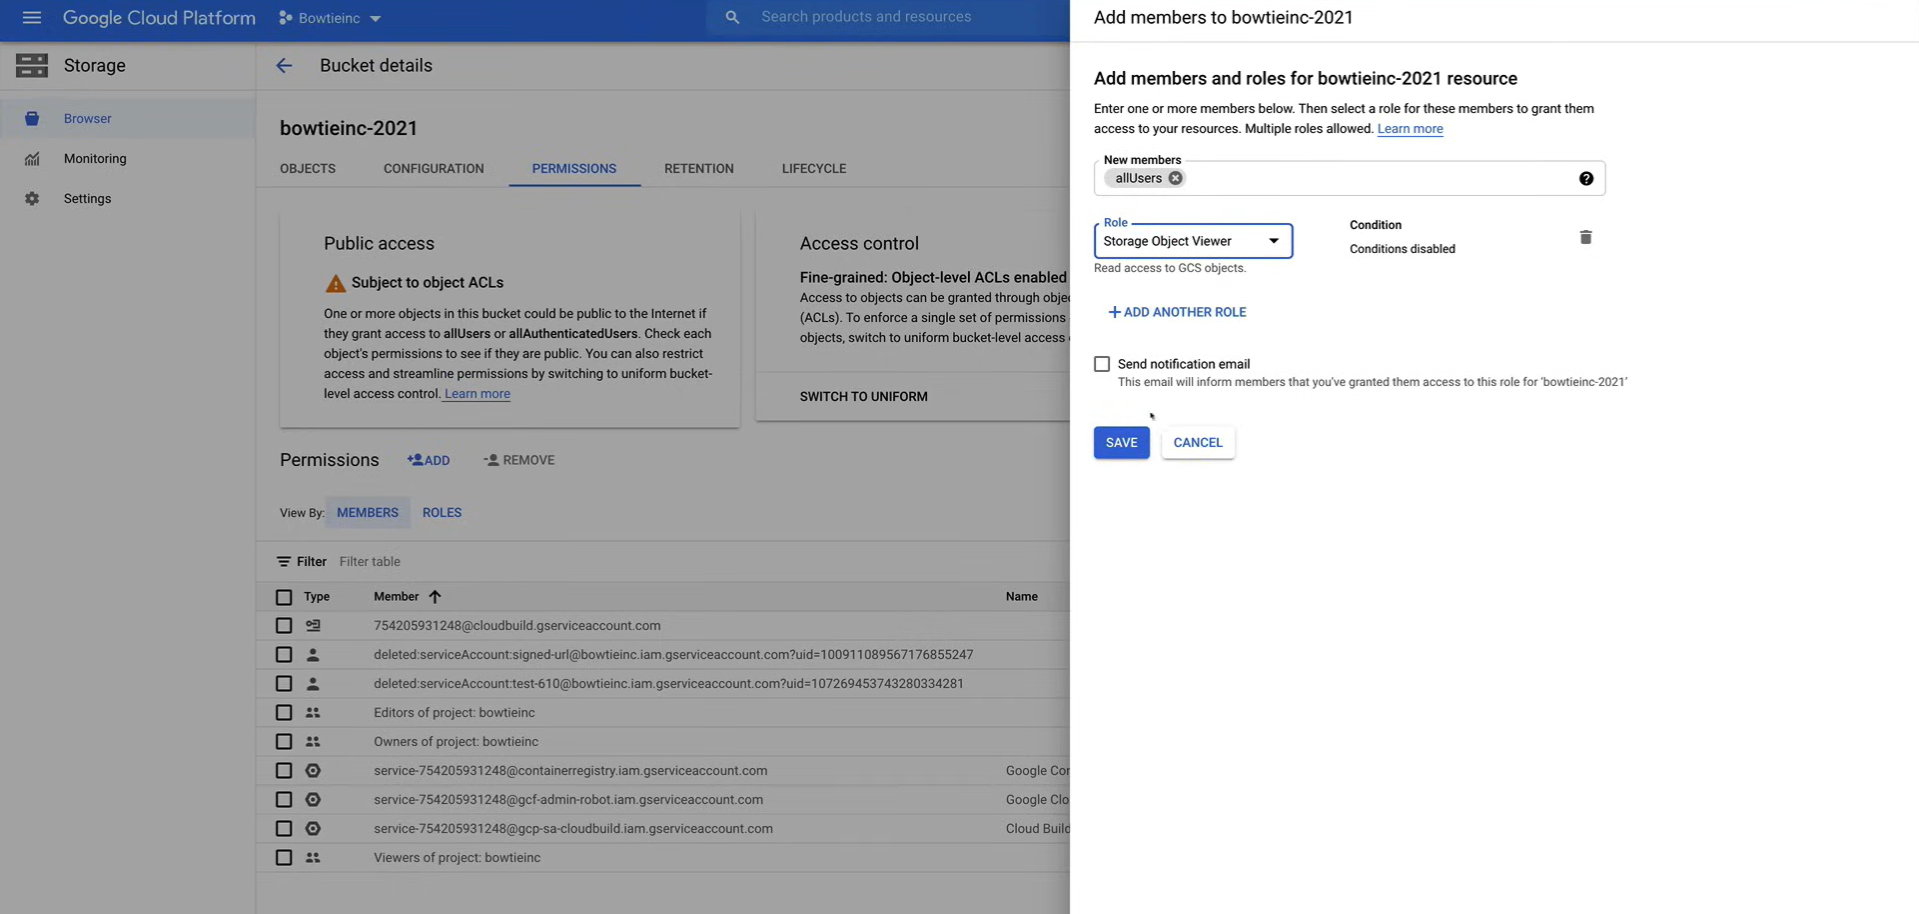 Google Cloud Platform
Bowtieinc
Search products and resources
Storage
Browser
Monitoring
Settings
Bucket details
bowtieinc-2021
OBJECTS CONFIGURATION PERMISSIONS RETENTION LIFECYCLE
Public access
Subject to object ACLs
One or more objects in this bucket could be public to the Internet if
they grant access to allUsers or allAuthenticatedUsers. Check each
object's permissions to see if they are public. You can also restrict
access and streamline permissions by switching to uniform bucket-
level access control. Learn more
Access control
Fine-grained: Object-level ACLs enabled
Access to objects can be granted through obje
(ACLs). To enforce a single set of permissions
objects, switch to uniform bucket-level access
SWITCH TO UNIFORM
Permissions ADD REMOVE
View By: MEMBERS ROLES
Filter Filter table
Type Member Name
754205931248@cloudbuild.gserviceaccount.com
deleted:serviceAccount:signed-url@bowtieinc.iam.gserviceaccount.com?uid=100911089567176855247
deleted:serviceAccount:test-610@bowtieinc.iam.gserviceaccount.com?uid=107269453743280334281
Editors of project: bowtieinc
Owners of project: bowtieinc
service-754205931248@containerregistry.iam.gserviceaccount.com Google Con
service-754205931248@gcf-admin-robot.iam.gserviceaccount.com Google Clo
service-754205931248@gcp-sa-cloudbuild.iam.gserviceaccount.com Cloud Build
Viewers of project: bowtieinc
Add members to bowtieinc-2021
Add members and roles for bowtieinc-2021 resource
Enter one or more members below. Then select a role for these members to grant them
access to your resources. Multiple roles allowed. Learn more
New members
allUsers
Role
Storage Object Viewer
Read access to GCS objects.
Condition
Conditions disabled
+ ADD ANOTHER ROLE
Send notification email
This email will inform members that you've granted them access to this role for 'bowtieinc-2021'
SAVE CANCEL